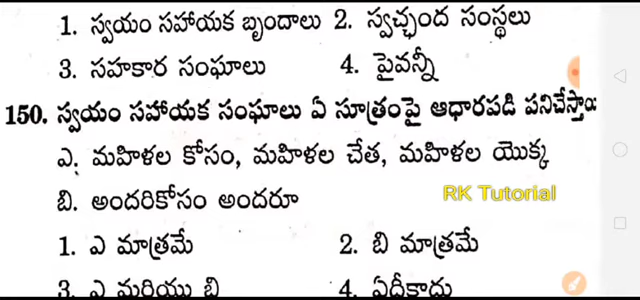 1. స్వయం సహాయక బృందాలు 2. స్వచ్ఛంద సంస్థలు
3. సహకార సంఘాలు 4. పైవన్నీ
150. స్వయం సహాయక సంఘాలు ఏ సూత్రంపై ఆధారపడి పనిచేస్తాయి
ఎ. మహిళల కోసం, మహిళల చేత, మహిళల యొక్క
బి. అందరికోసం అందరూ
RK Tutorial
1. ఎ మాత్రమే 2. బి మాత్రమే
3. ఎ మరియు బి 4. ఏదీకాదు